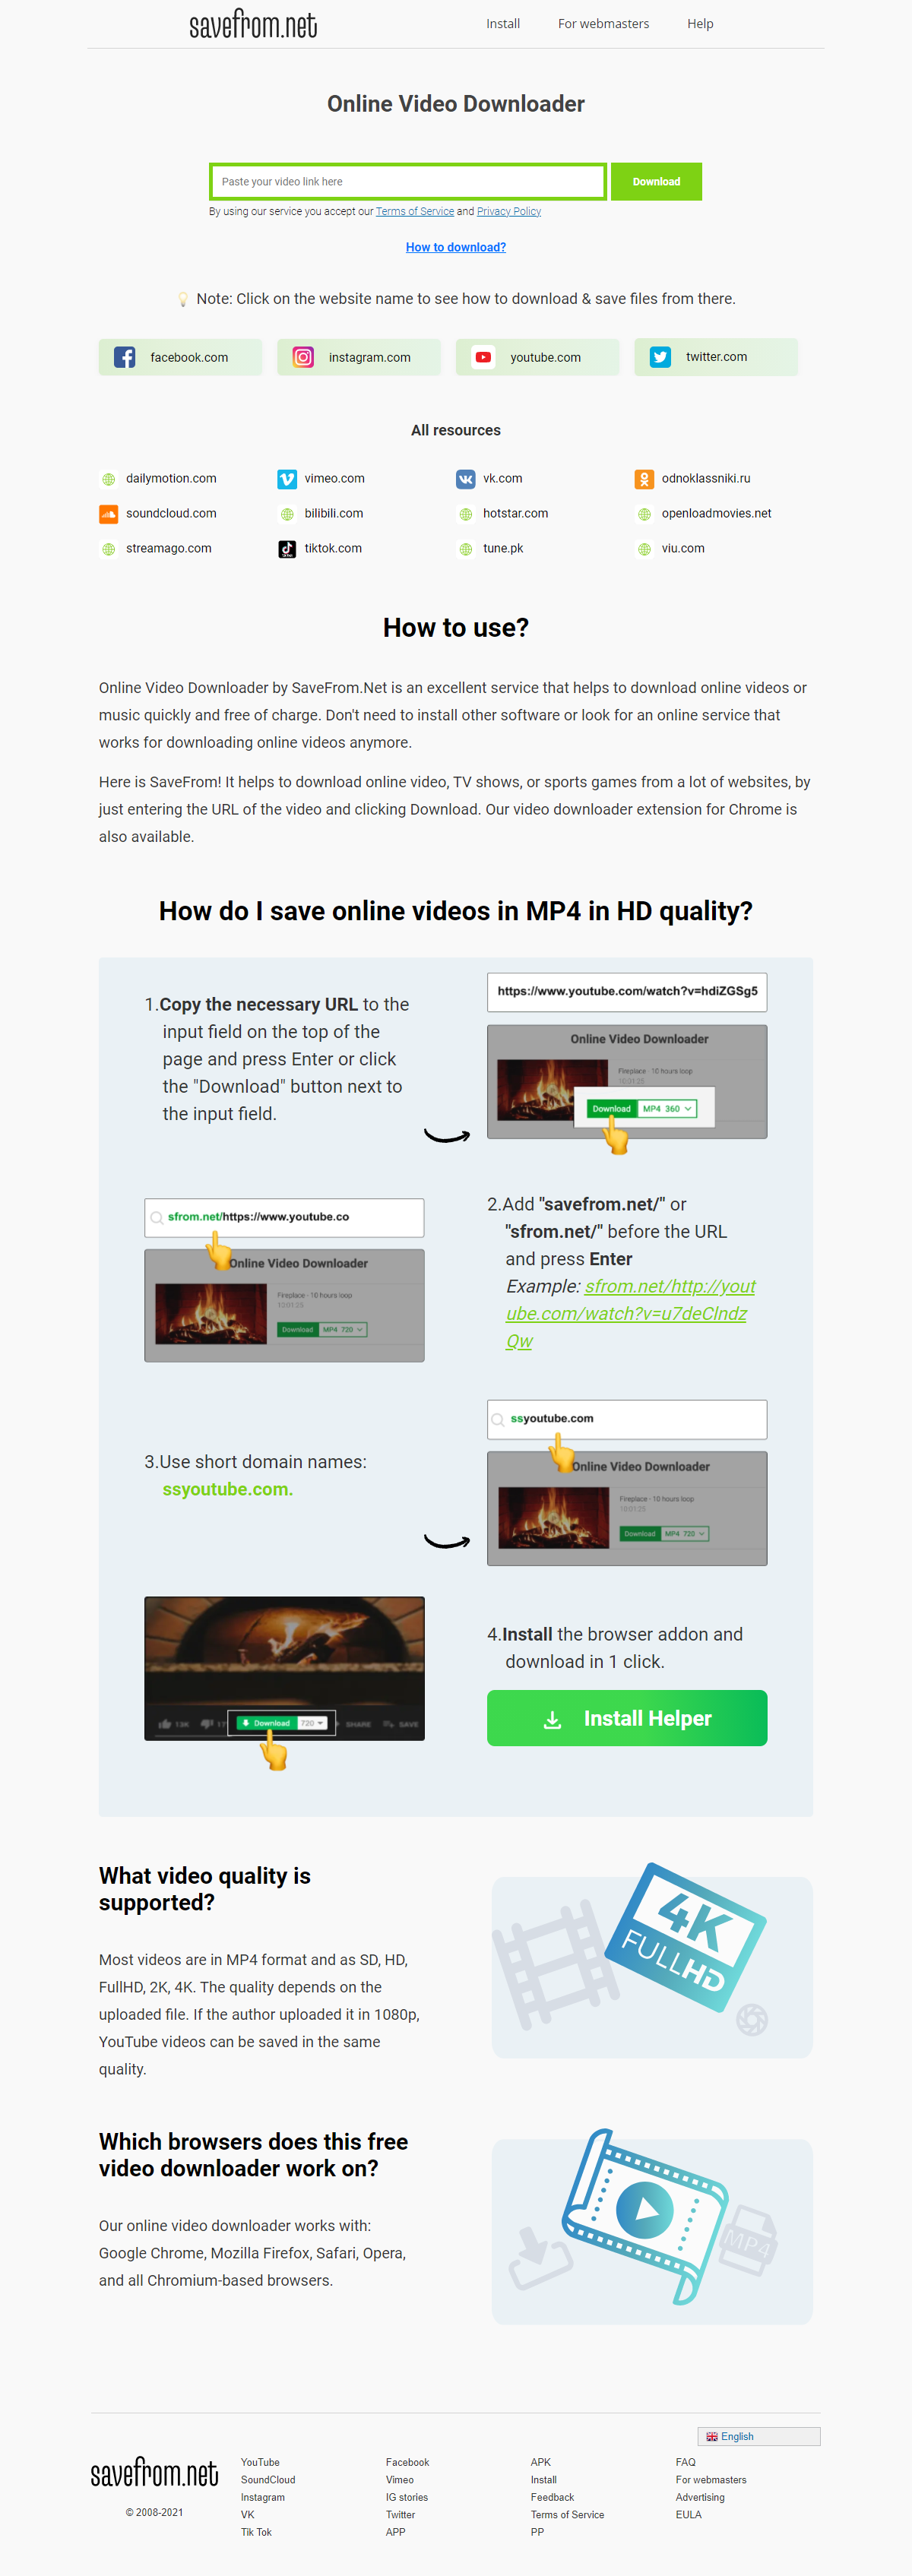 savefrom.net
Install
For webmasters
Help
Online Video Downloader
Paste your video link here
Download
By using our service you accept our Terms of Service and Privacy Policy
How to download?
Note: Click on the website name to see how to download & save files from there.
facebook.com
instagram.com
youtube.com
twitter.com
All resources
dailymotion.com
vimeo.com
vk.com
odnoklassniki.ru
soundcloud.com
bilibili.com
hotstar.com
openloadmovies.net
streamago.com
tiktok.com
tune.pk
viu.com
How to use?
Online Video Downloader by SaveFrom.Net is an excellent service that helps to download online videos or
music quickly and free of charge. Don't need to install other software or look for an online service that
works for downloading online videos anymore.
Here is SaveFrom! It helps to download online video, TV shows, or sports games from a lot of websites, by
just entering the URL of the video and clicking Download. Our video downloader extension for Chrome is
also available.
How do I save online videos in MP4 in HD quality?
1.Copy the necessary URL to the
input field on the top of the
page and press Enter or click
the "Download" button next to
the input field.
https://www.youtube.com/watch?v=hdiZGSg5
Online Video Downloader
Fireplace - 10 hours loop
10:01:25
Download MP4 360
sfrom.net/https://www.youtube.co
Online Video Downloader
Fireplace - 10 hours loop
10:01:25
Download MP4 720
2.Add "savefrom.net/" or
"sfrom.net/" before the URL
and press Enter
Example: sfrom.net/http://yout
ube.com/watch?v=u7deClndz
Qw
3.Use short domain names:
ssyoutube.com.
ssyoutube.com
Online Video Downloader
Fireplace - 10 hours loop
10:01:25
Download MP4 720
13K
17
Download 720
SHARE
SAVE
4.Install the browser addon and
download in 1 click.
Install Helper
What video quality is
supported?
Most videos are in MP4 format and as SD, HD,
FullHD, 2K, 4K. The quality depends on the
uploaded file. If the author uploaded it in 1080p,
YouTube videos can be saved in the same
quality.
4K
FULLHD
Which browsers does this free
video downloader work on?
Our online video downloader works with:
Google Chrome, Mozilla Firefox, Safari, Opera,
and all Chromium-based browsers.
MP4
English
savefrom.net
© 2008-2021
YouTube
SoundCloud
Instagram
VK
Tik Tok
Facebook
Vimeo
IG stories
Twitter
APP
APK
Install
Feedback
Terms of Service
PP
FAQ
For webmasters
Advertising
EULA